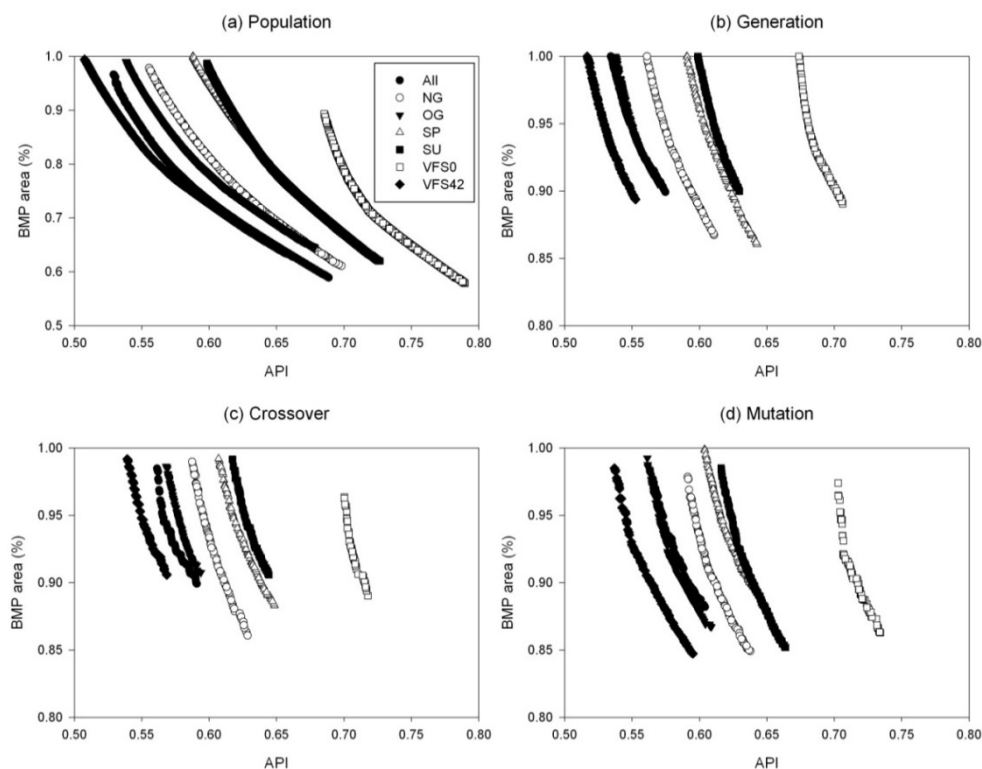 (a) Population
BMP area (%)
1.0
0.9
0.8
0.7
0.6
0.5
0.50 0.55 0.60 0.65 0.70 0.75 0.80
API
All
NG
OG
SP
SU
VFS0
VFS42
(b) Generation
BMP area (%)
1.00
0.95
0.90
0.85
0.80
0.50 0.55 0.60 0.65 0.70 0.75 0.80
API
(c) Crossover
BMP area (%)
1.00
0.95
0.90
0.85
0.80
0.50 0.55 0.60 0.65 0.70 0.75 0.80
API
(d) Mutation
BMP area (%)
1.00
0.95
0.90
0.85
0.80
0.50 0.55 0.60 0.65 0.70 0.75 0.80
API